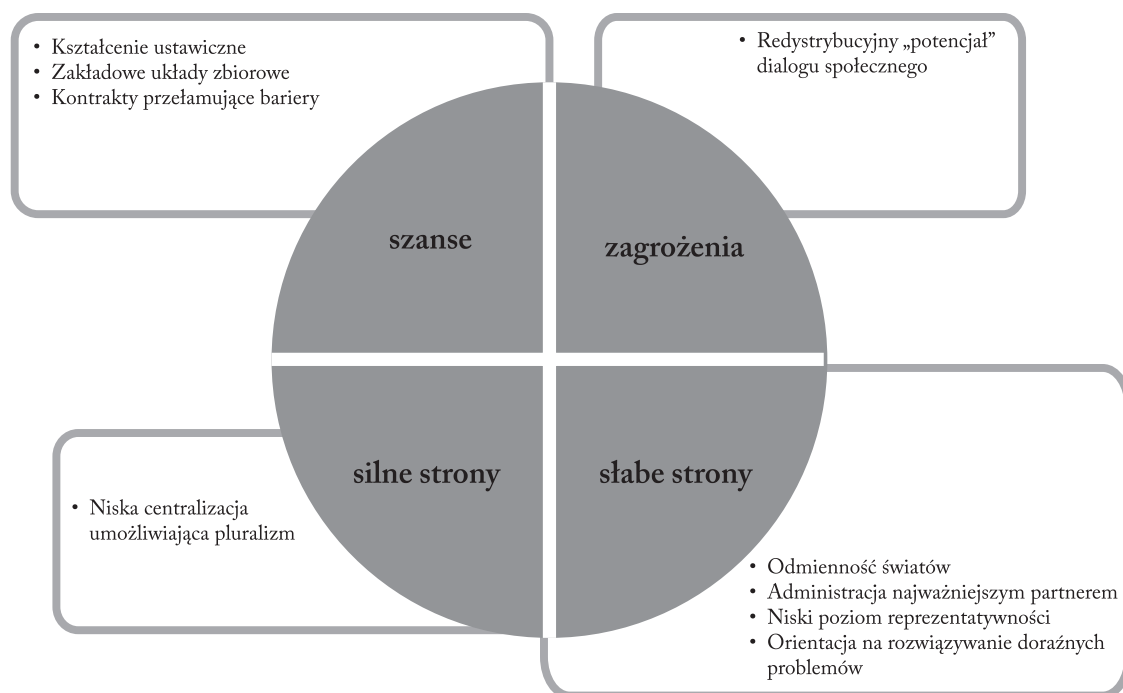 • Kształcenie ustawiczne
• Zakładowe układy zbiorowe
• Kontrakty przełamujące bariery
• Redystrybucyjny „potencjał”
dialogu społecznego
szanse
zagrożenia
silne strony
słabe strony
• Niska centralizacja
umożliwiająca pluralizm
• Odmienność światów
• Administracja najważniejszym partnerem
• Niski poziom reprezentatywności
• Orientacja na rozwiązywanie doraźnych
problemów